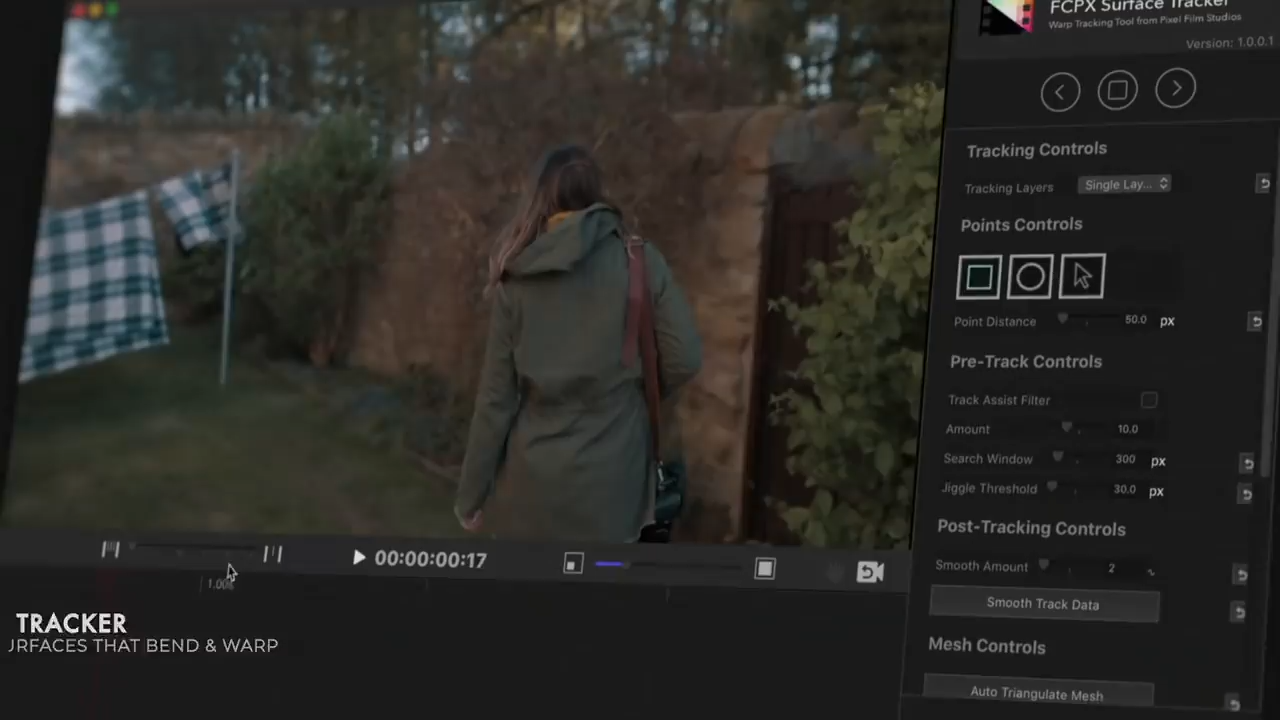 FCPX Surface Tracker
Warp Tracking Tool from Pixel Film Studios
Version: 1.0.0.1
Tracking Controls
Tracking Layers Single Lay...
Points Controls
Point Distance 50.0 px
Pre-Track Controls
Track Assist Filter
Amount 10.0
Search Window 300 px
Jiggle Threshold 30.0 px
Post-Tracking Controls
Smooth Amount 2
Smooth Track Data
Mesh Controls
Auto Triangulate Mesh
00:00:00:17
1.00x
TRACKER
JRFACES THAT BEND & WARP